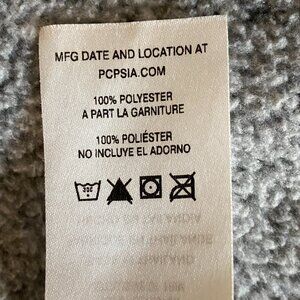 MFG DATE AND LOCATION AT
PCPSIA.COM
100% POLYESTER
À PART LA GARNITURE
100% POLIÉSTER
NO INCLUYE EL ADORNO